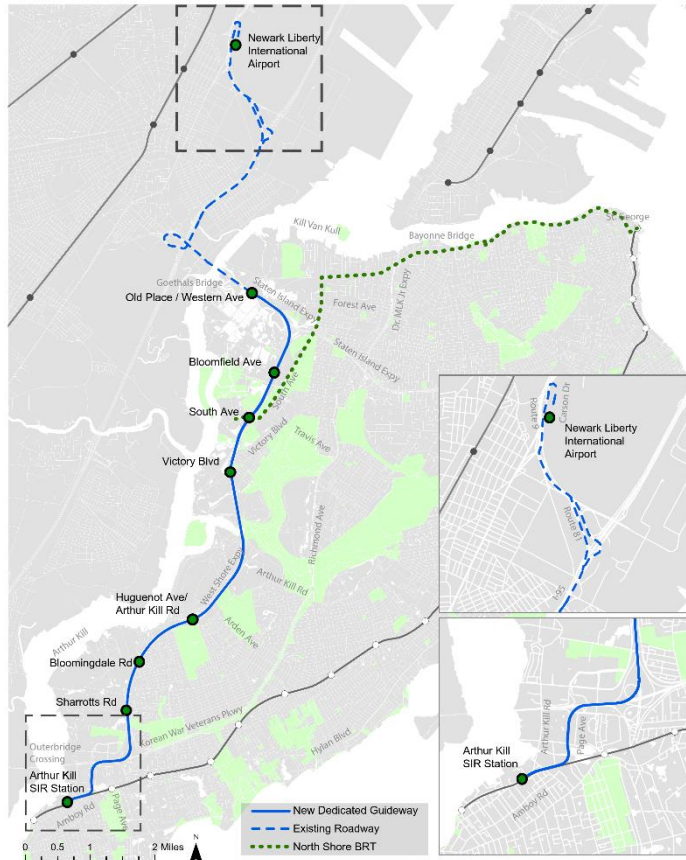 Newark Liberty
International
Airport
St. George
Kill Van Kull
Bayonne Bridge
Goethals Bridge
Staten Island Expy
Old Place / Western Ave
Forest Ave
Dr. MLK Jr Expy
Staten Island Expy
Bloomfield Ave
South Ave
South Ave
Victory Blvd
Travis Ave
Victory Blvd
Richmond Ave
West Shore Expy
Arthur Kill Rd
Huguenot Ave/
Arthur Kill Rd
Arden Ave
Arthur Kill
Bloomingdale Rd
Sharrotts Rd
Korean War Veterans Pkwy
Hylan Blvd
Outerbridge
Crossing
Arthur Kill
SIR Station
Amboy Rd
Page Ave
Route 9
Carson Dr
Newark Liberty
International
Airport
Route 81
I-95
Arthur Kill Rd
Page Ave
Arthur Kill
SIR Station
Amboy Rd
New Dedicated Guideway
Existing Roadway
North Shore BRT
N
0 0.5 1 2 Miles